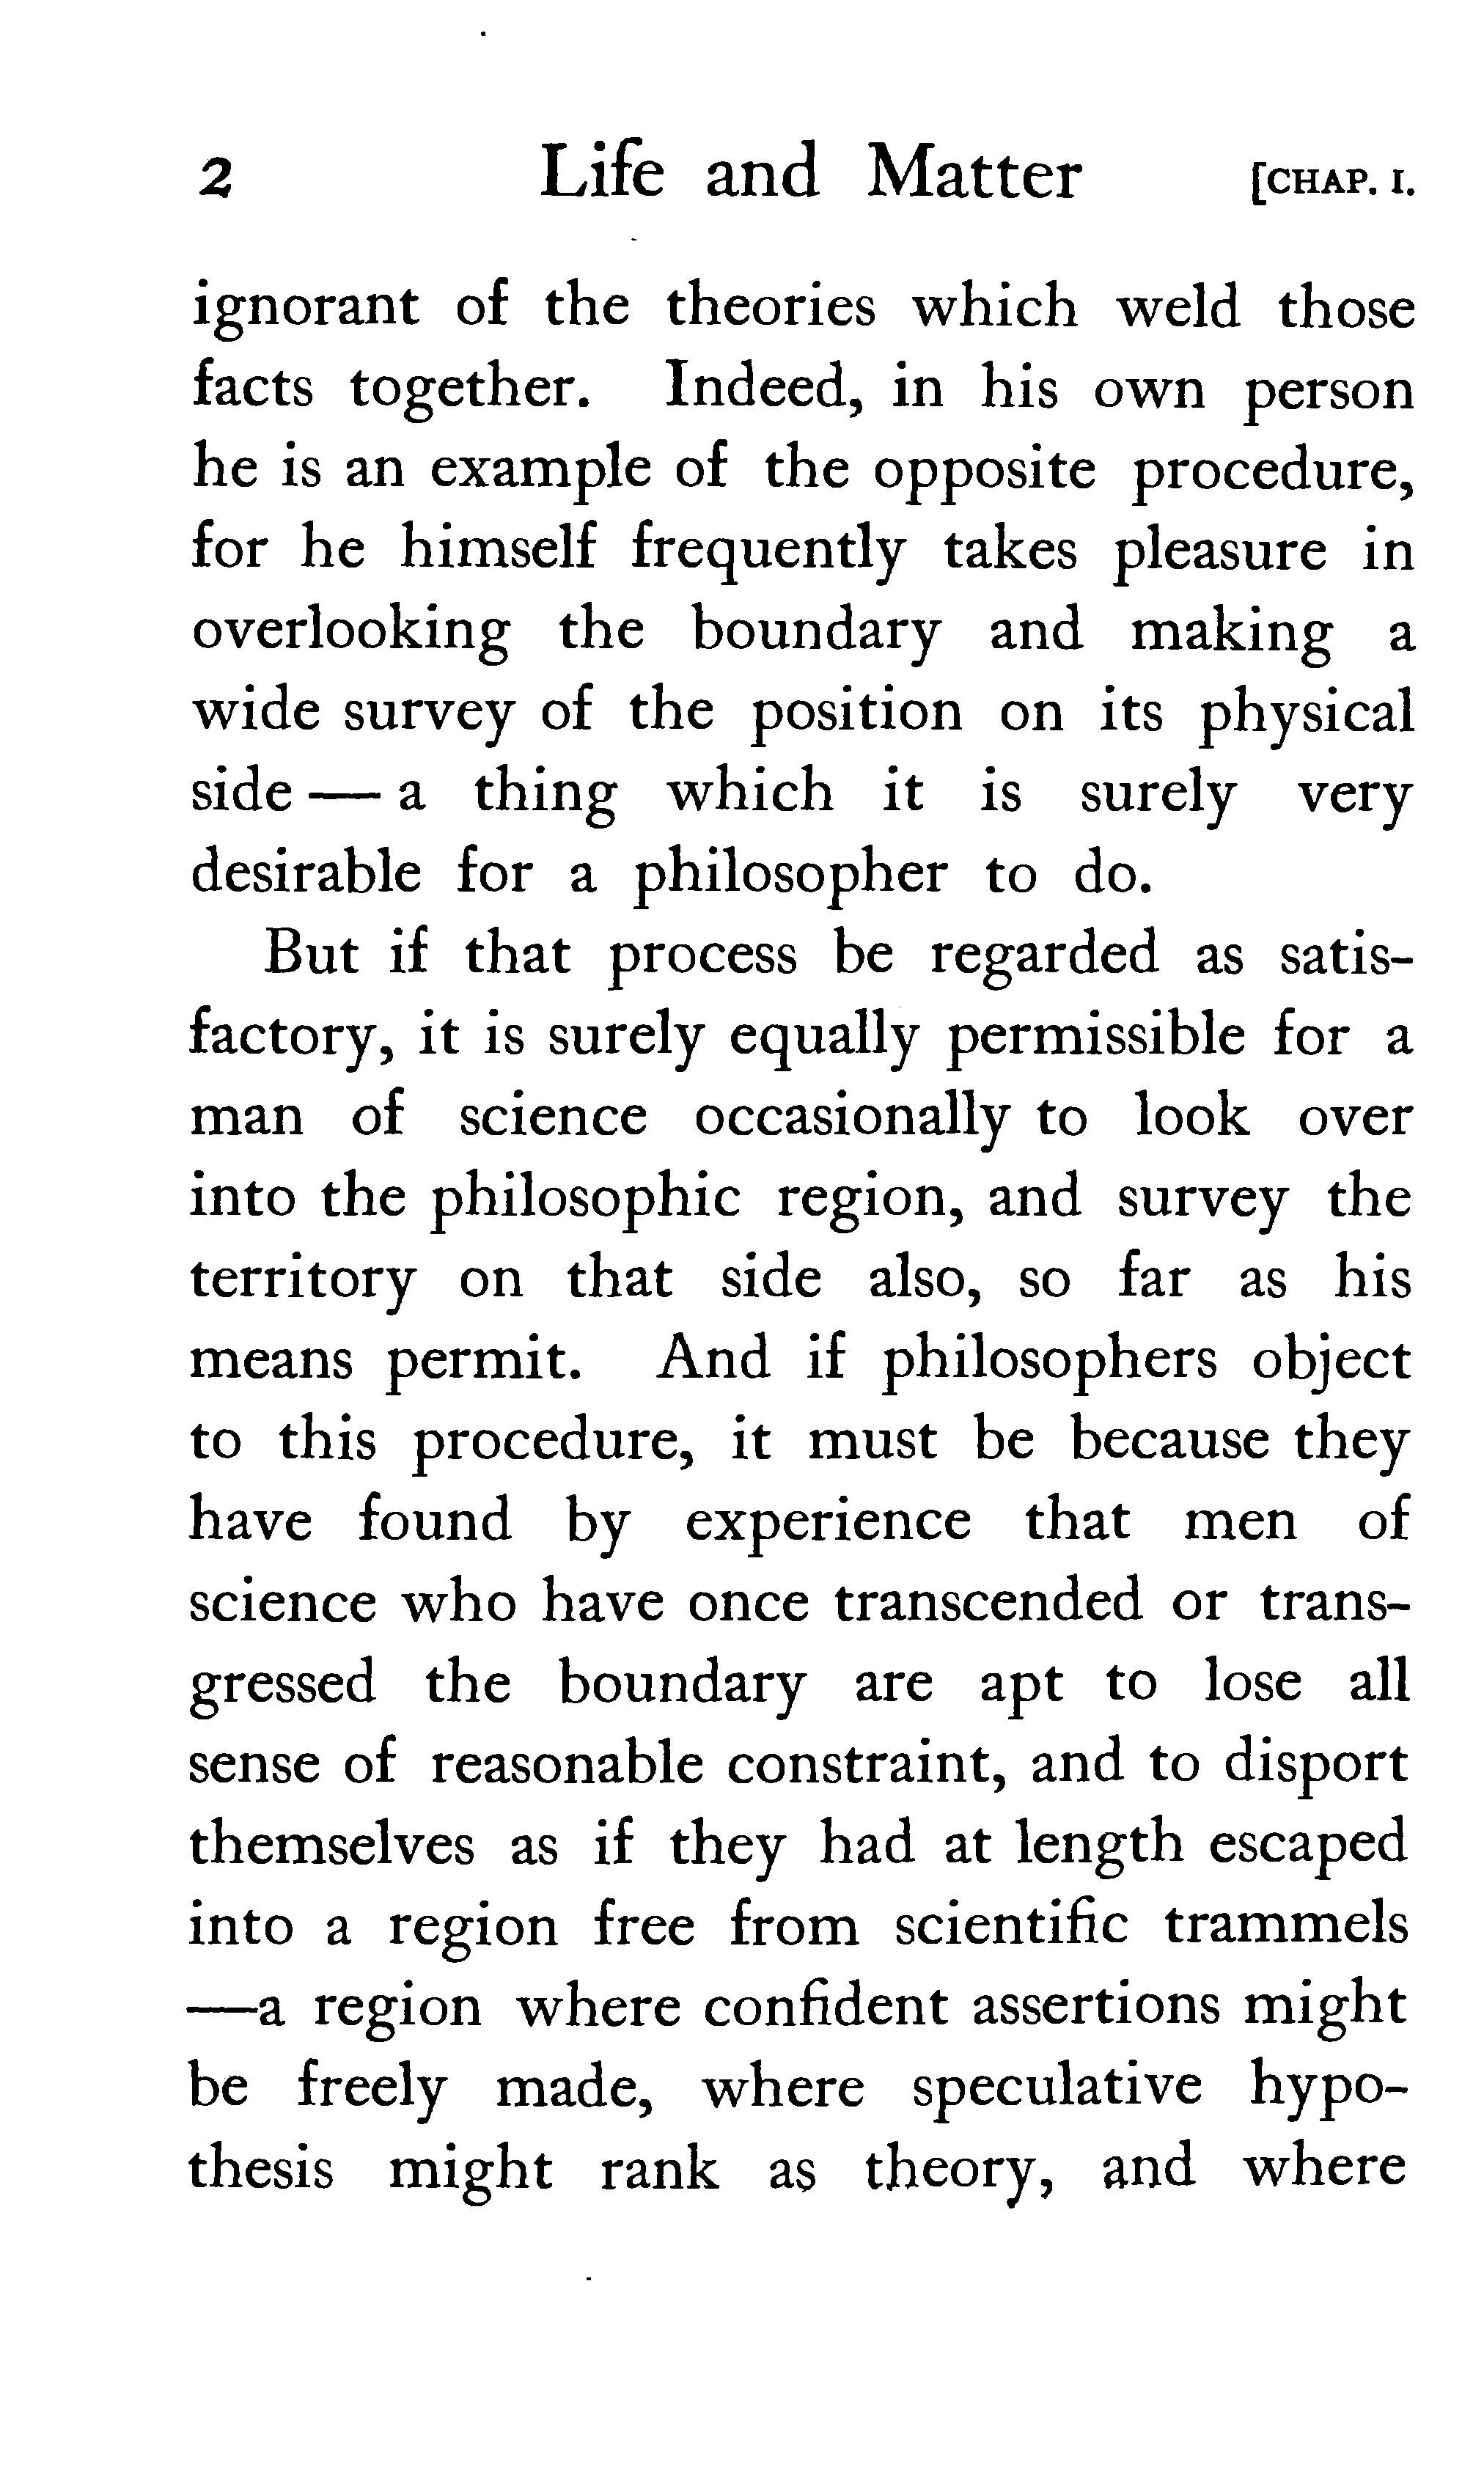 2 Life and Matter [CHAP. I.
ignorant of the theories which weld those
facts together. Indeed, in his own person
he is an example of the opposite procedure,
for he himself frequently takes pleasure in
overlooking the boundary and making a
wide survey of the position on its physical
side — a thing which it is surely very
desirable for a philosopher to do.
But if that process be regarded as satis-
factory, it is surely equally permissible for a
man of science occasionally to look over
into the philosophic region, and survey the
territory on that side also, so far as his
means permit. And if philosophers object
to this procedure, it must be because they
have found by experience that men of
science who have once transcended or trans-
gressed the boundary are apt to lose all
sense of reasonable constraint, and to disport
themselves as if they had at length escaped
into a region free from scientific trammels
—a region where confident assertions might
be freely made, where speculative hypo-
thesis might rank as theory, and where